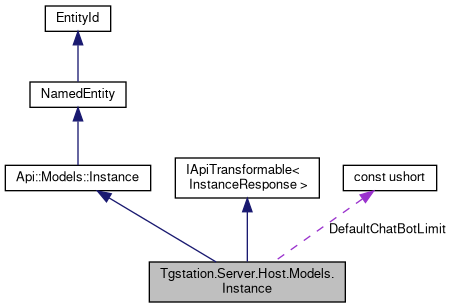 EntityId
NamedEntity
Api::Models::Instance
IApiTransformable<
InstanceResponse >
const ushort
DefaultChatBotLimit
Tgstation.Server.Host.Models.
Instance